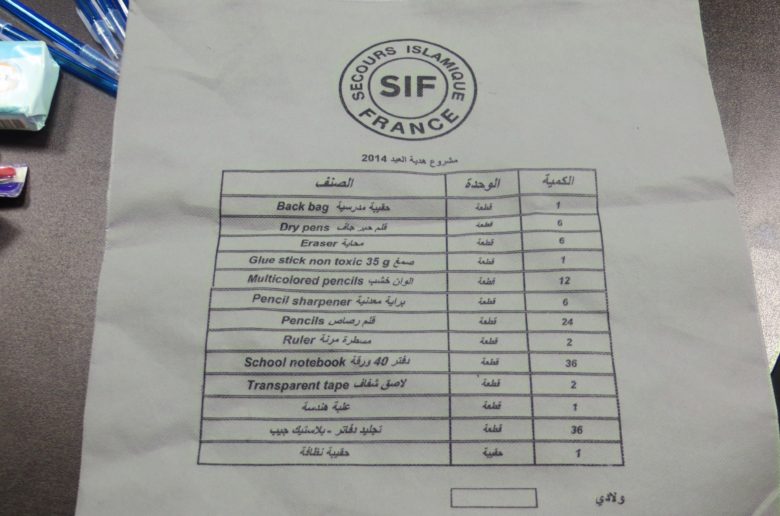 SECOURS ISLAMIQUE
SIF
FRANCE
مشروع هدية العيد 2014
الصنف الوحدة الكمية
Back bag حقيبة مدرسية قطعة 1
Dry pens قلم حبر جاف قطعة 6
Eraser محاية قطعة 6
Glue stick non toxic 35 g صمغ قطعة 1
Multicolored pencils الوان خشب قطعة 12
Pencil sharpener براية معدنية قطعة 6
Pencils قلم رصاص قطعة 24
Ruler مسطرة مرنة قطعة 2
School notebook دفتر 40 ورقة قطعة 36
Transparent tape لاصق شفاف قطعة 2
علبة هندسة قطعة 1
تجليد دفاتر - بلاستيك جيب قطعة 36
حقيبة نظافة حقيبة 1
ولادي